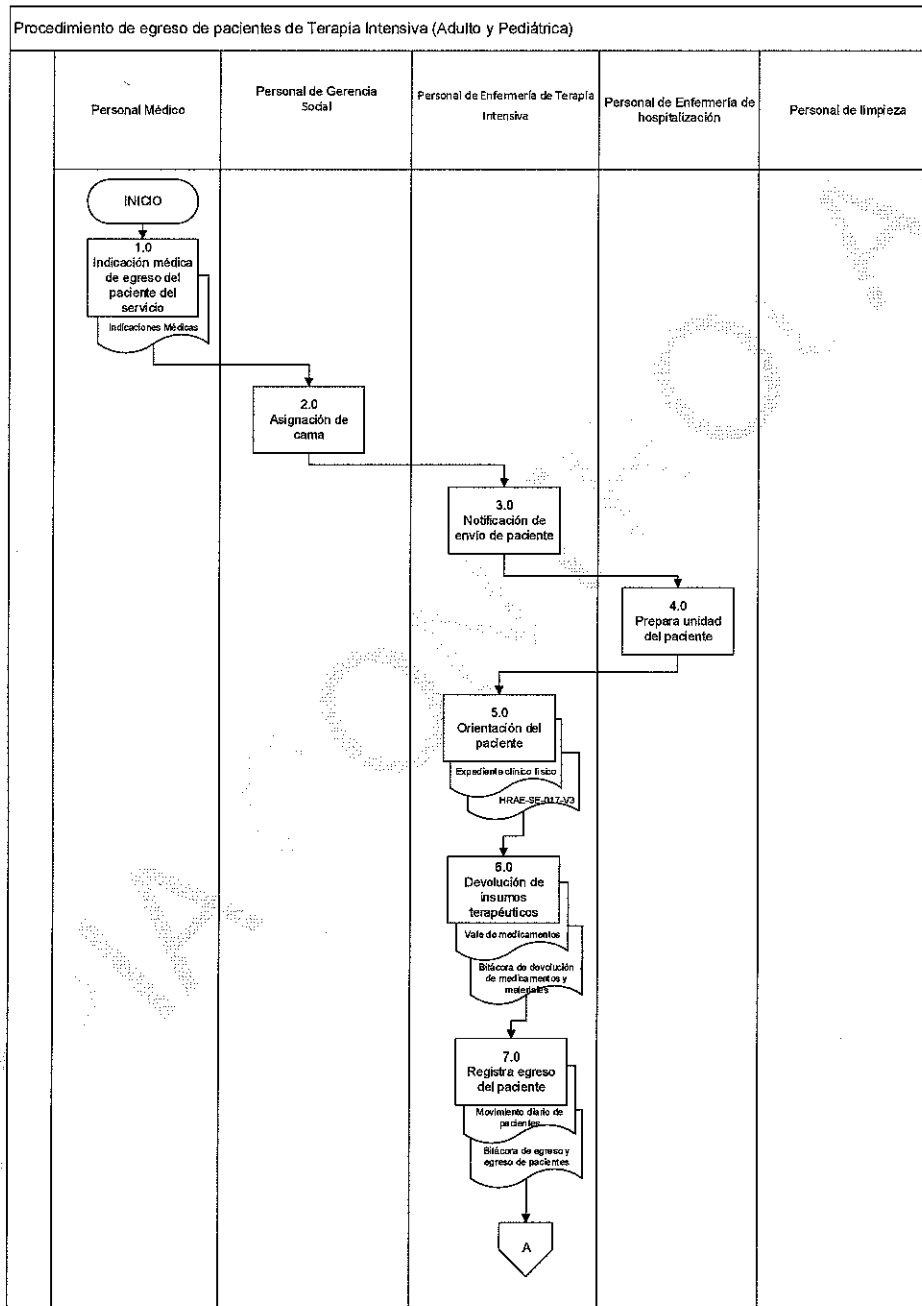 Procedimiento de egreso de pacientes de Terapia Intensiva (Adulto y Pediátrica)
Personal Médico
Personal de Gerencia
Social
Personal de Enfermería de Terapia
Intensiva
Personal de Enfermería de
hospitalización
Personal de limpieza
INICIO
1.0
Indicación médica
de egreso del
paciente del
servicio
Indicaciones Médicas
2.0
Asignación de
cama
3.0
Notificación de
envío de paciente
4.0
Prepara unidad
del paciente
5.0
Orientación del
paciente
Expediente clínico físico
HRAE-SE-017-V3
6.0
Devolución de
insumos
terapéuticos
Vale de medicamentos
Bitácora de devolución
de medicamentos y
materiales
7.0
Registra egreso
del paciente
Movimiento diario de
pacientes
Bitácora de egreso y
egreso de pacientes
A